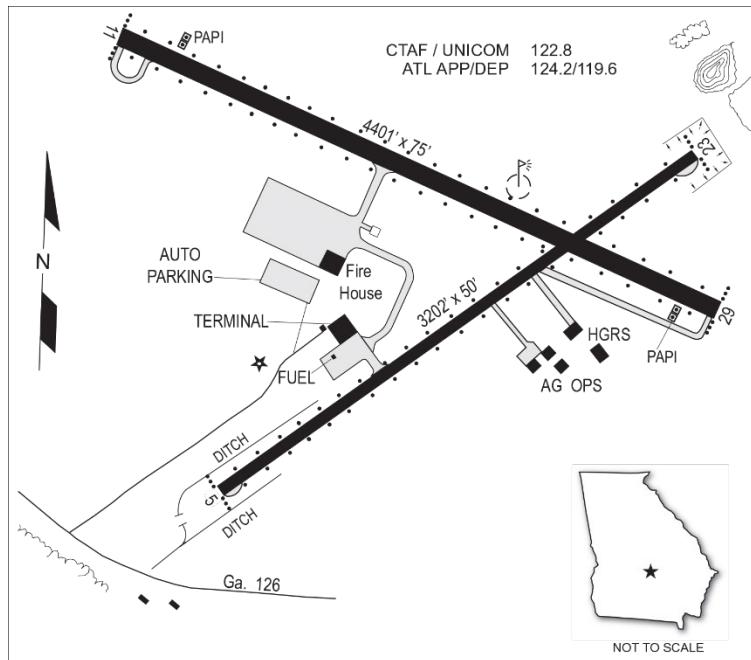 11
PAPI
CTAF / UNICOM 122.8
ATL APP/DEP 124.2/119.6
4401' x 75'
23
N
AUTO
PARKING
Fire
House
TERMINAL
3202' x 50'
29
HGRS
PAPI
FUEL
AG OPS
DITCH
5
DITCH
Ga. 126
NOT TO SCALE